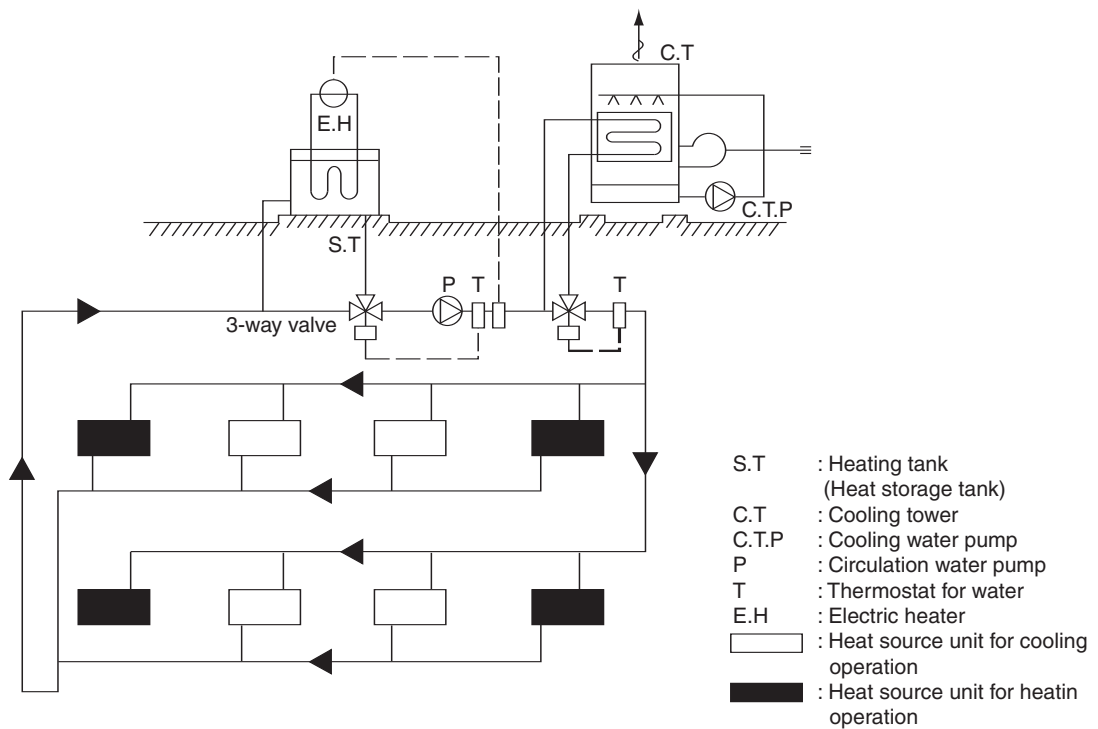 C.T
E.H
C.T.P
S.T
P
T
T
3-way valve
S.T : Heating tank
(Heat storage tank)
C.T : Cooling tower
C.T.P : Cooling water pump
P : Circulation water pump
T : Thermostat for water
E.H : Electric heater
: Heat source unit for cooling
operation
: Heat source unit for heatin
operation